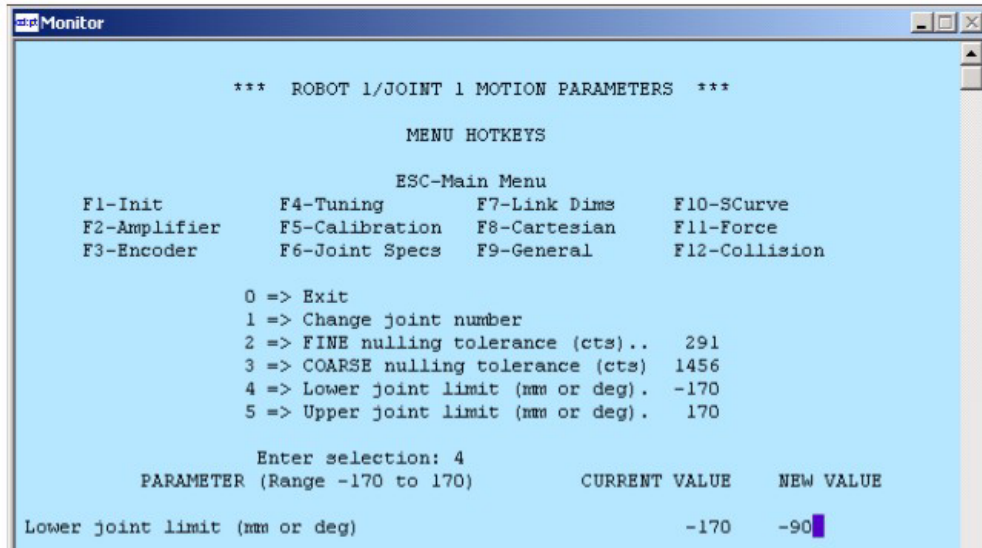 Monitor
*** ROBOT 1/JOINT 1 MOTION PARAMETERS ***
MENU HOTKEYS
ESC-Main Menu
F1-Init F4-Tuning F7-Link Dims F10-SCurve
F2-Amplifier F5-Calibration F8-Cartesian F11-Force
F3-Encoder F6-Joint Specs F9-General F12-Collision
0 => Exit
1 => Change joint number
2 => FINE nulling tolerance (cts).. 291
3 => COARSE nulling tolerance (cts) 1456
4 => Lower joint limit (mm or deg). -170
5 => Upper joint limit (mm or deg). 170
Enter selection: 4
PARAMETER (Range -170 to 170) CURRENT VALUE NEW VALUE
Lower joint limit (mm or deg) -170 -90